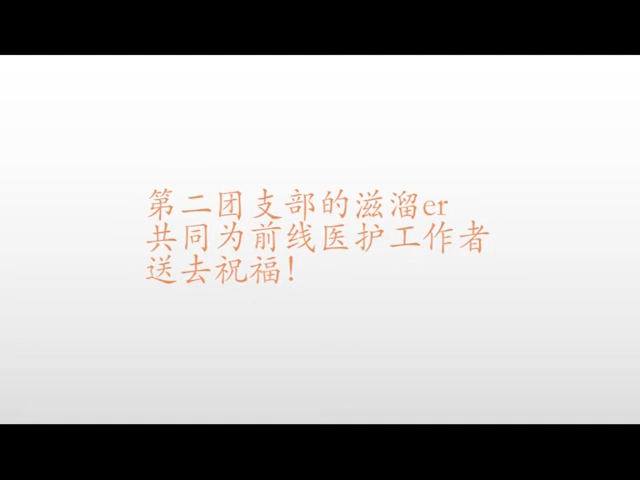 第二团支部的滋溜er
共同为前线医护工作者
送去祝福！